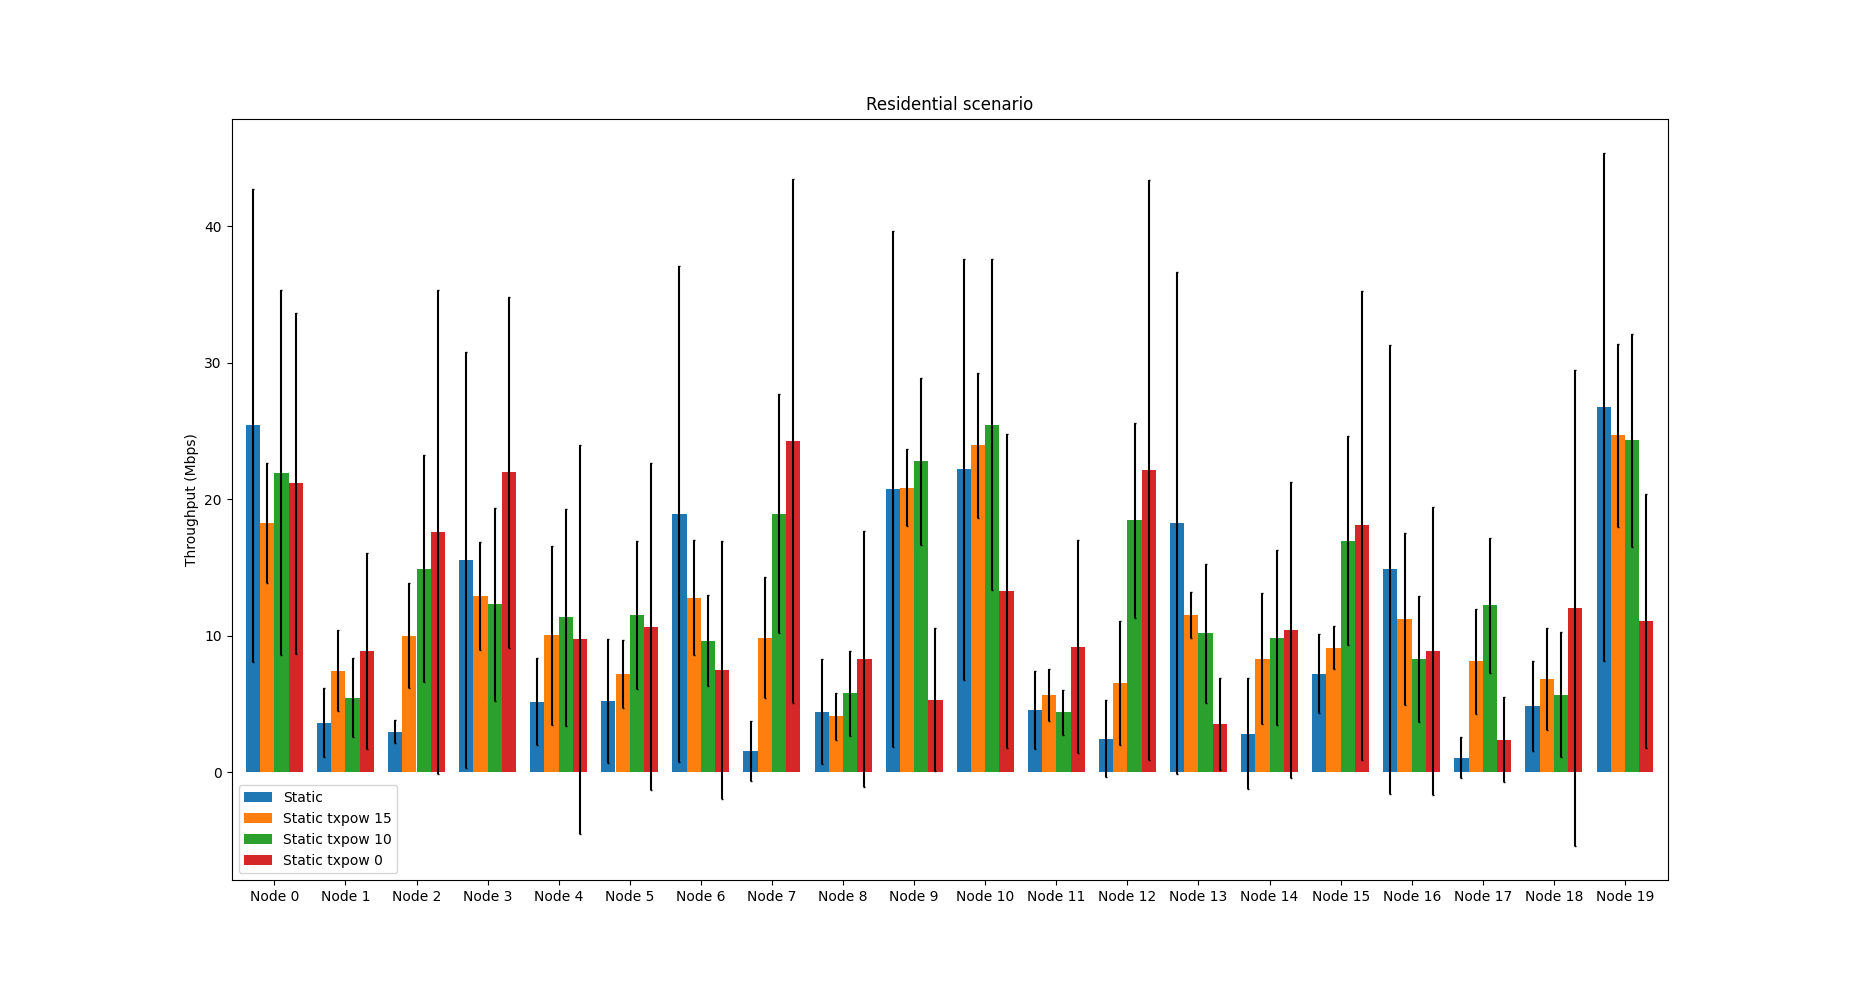 Residential scenario
Throughput (Mbps)
40
30
20
10
0
Static
Static txpow 15
Static txpow 10
Static txpow 0
Node 0 Node 1 Node 2 Node 3 Node 4 Node 5 Node 6 Node 7 Node 8 Node 9 Node 10 Node 11 Node 12 Node 13 Node 14 Node 15 Node 16 Node 17 Node 18 Node 19